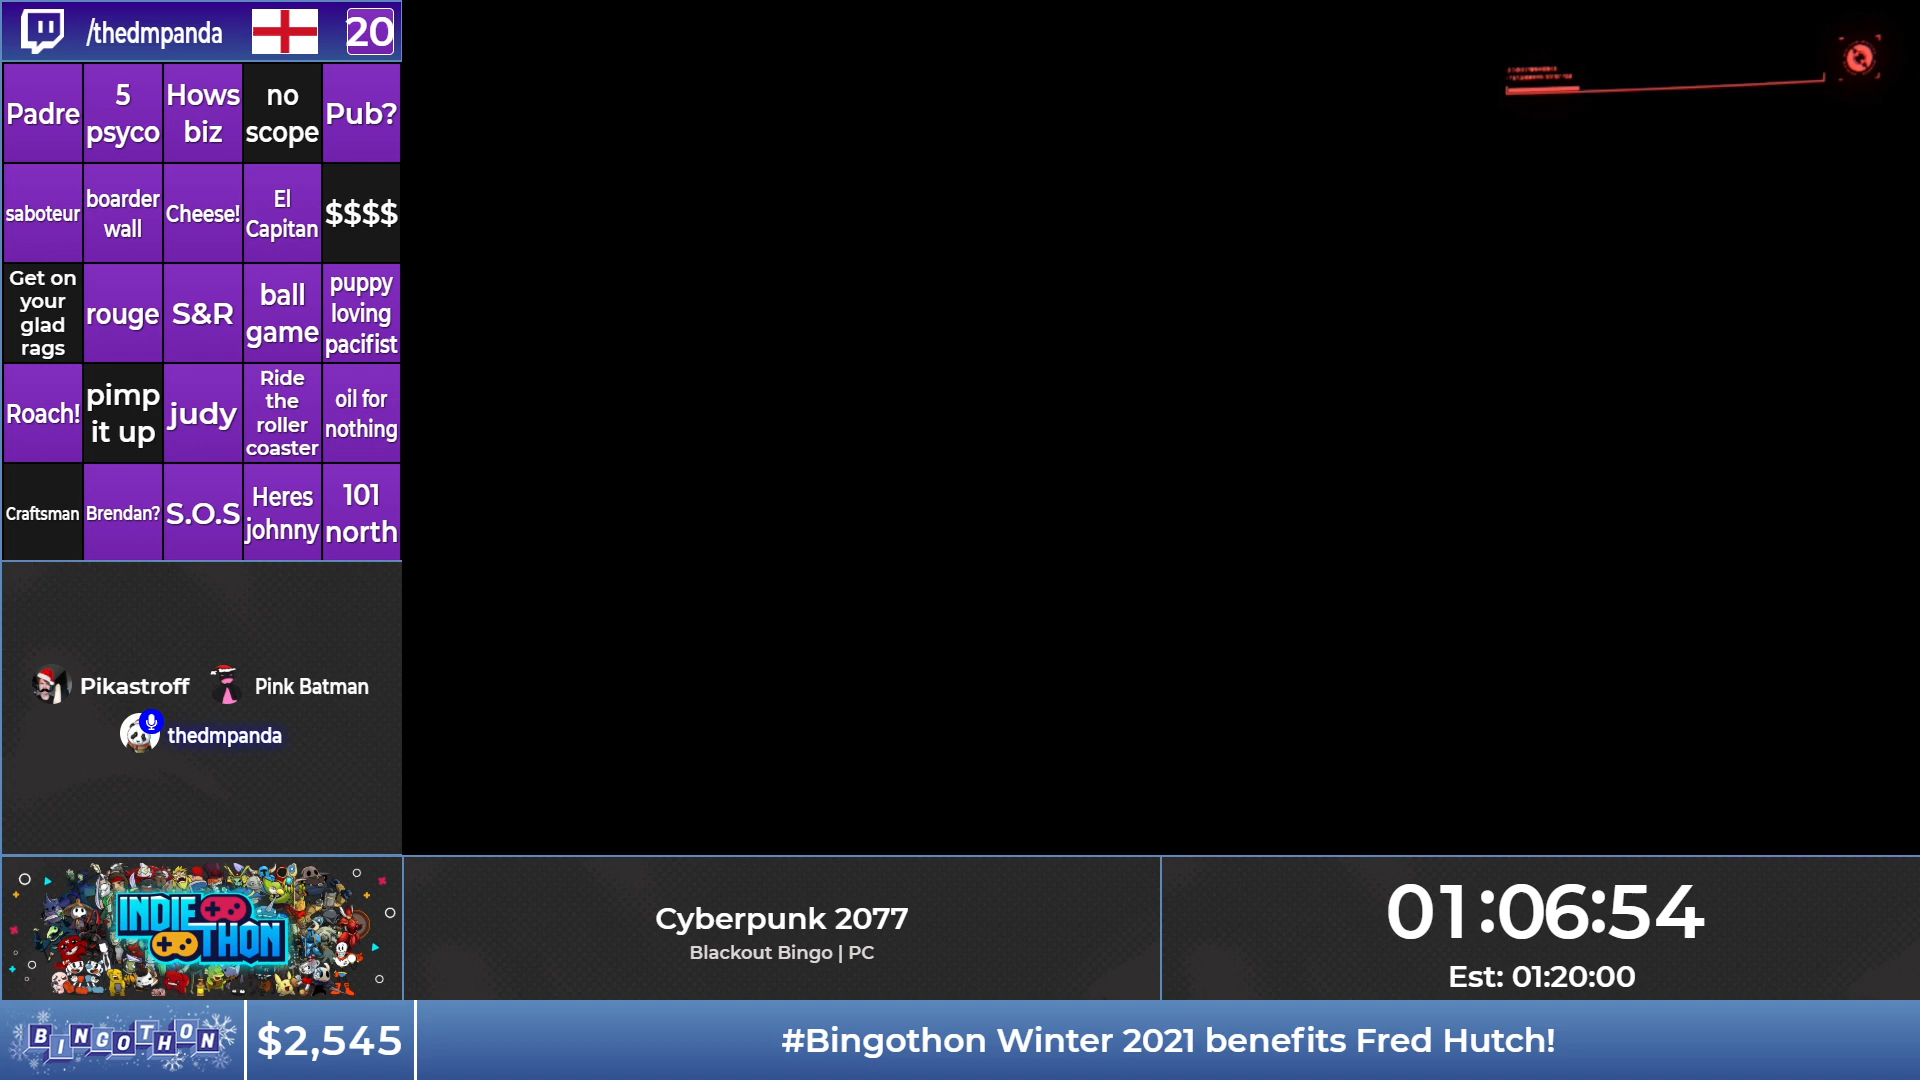 /thedmpanda
20
Padre
5
psyco
Hows
biz
no
scope
Pub?
saboteur
boarder
wall
Cheese!
El
Capitan
$$$$
Get on
your
glad
rags
rouge
S&R
ball
game
puppy
loving
pacifist
Roach!
pimp
it up
judy
Ride
the
roller
coaster
oil for
nothing
Craftsman
Brendan?
S.O.S
Heres
johnny
101
north
Pikastroff
Pink Batman
thedmpanda
INDIE
THON
Cyberpunk 2077
Blackout Bingo | PC
01:06:54
Est: 01:20:00
BINGOTHON
$2,545
#Bingothon Winter 2021 benefits Fred Hutch!